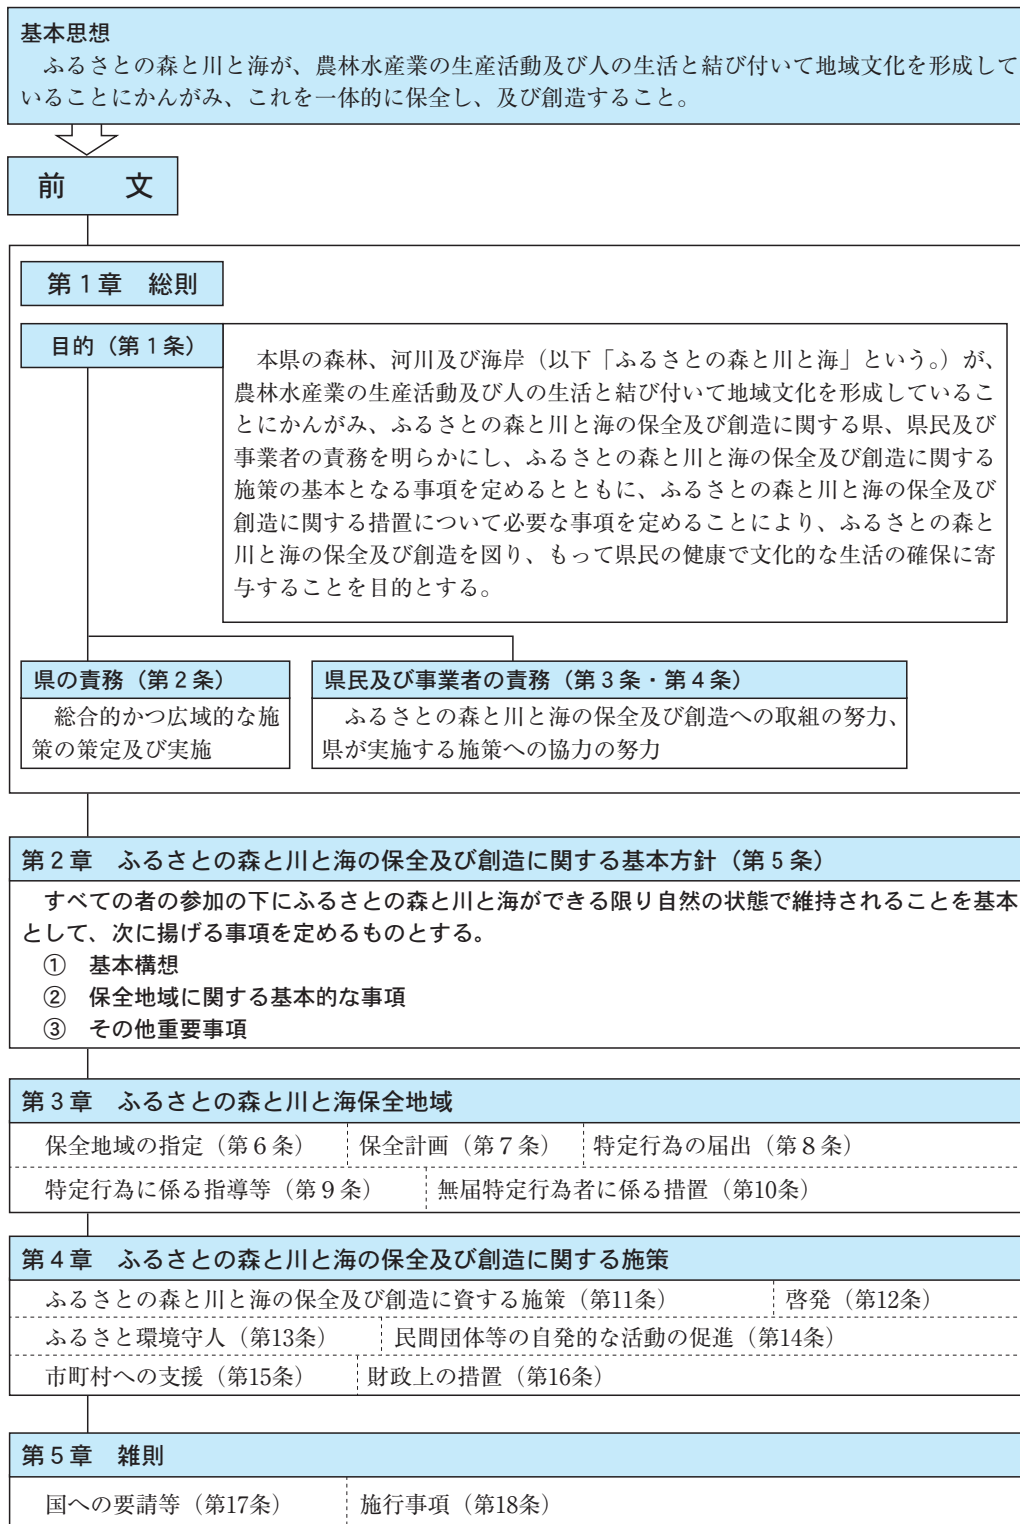 基本思想
ふるさとの森と川と海が、農林水産業の生産活動及び人の生活と結び付いて地域文化を形成して
いることにかんがみ、これを一体的に保全し、及び創造すること。
前 文
第1章 総則
目的（第1条）
本県の森林、河川及び海岸（以下「ふるさとの森と川と海」という。）が、
農林水産業の生産活動及び人の生活と結び付いて地域文化を形成しているこ
とにかんがみ、ふるさとの森と川と海の保全及び創造に関する県、県民及び
事業者の責務を明らかにし、ふるさとの森と川と海の保全及び創造に関する
施策の基本となる事項を定めるとともに、ふるさとの森と川と海の保全及び
創造に関する措置について必要な事項を定めることにより、ふるさとの森と
川と海の保全及び創造を図り、もって県民の健康で文化的な生活の確保に寄
与することを目的とする。
県の責務（第2条）
総合的かつ広域的な施
策の策定及び実施
県民及び事業者の責務（第3条・第4条）
ふるさとの森と川と海の保全及び創造への取組の努力、
県が実施する施策への協力の努力
第2章 ふるさとの森と川と海の保全及び創造に関する基本方針（第5条）
すべての者の参加の下にふるさとの森と川と海ができる限り自然の状態で維持されることを基本
として、次に揚げる事項を定めるものとする。
① 基本構想
② 保全地域に関する基本的な事項
③ その他重要事項
第3章 ふるさとの森と川と海保全地域
保全地域の指定（第6条） 保全計画（第7条） 特定行為の届出（第8条）
特定行為に係る指導等（第9条） 無届特定行為者に係る措置（第10条）
第4章 ふるさとの森と川と海の保全及び創造に関する施策
ふるさとの森と川と海の保全及び創造に資する施策（第11条） 啓発（第12条）
ふるさと環境守人（第13条） 民間団体等の自発的な活動の促進（第14条）
市町村への支援（第15条） 財政上の措置（第16条）
第5章 雑則
国への要請等（第17条） 施行事項（第18条）